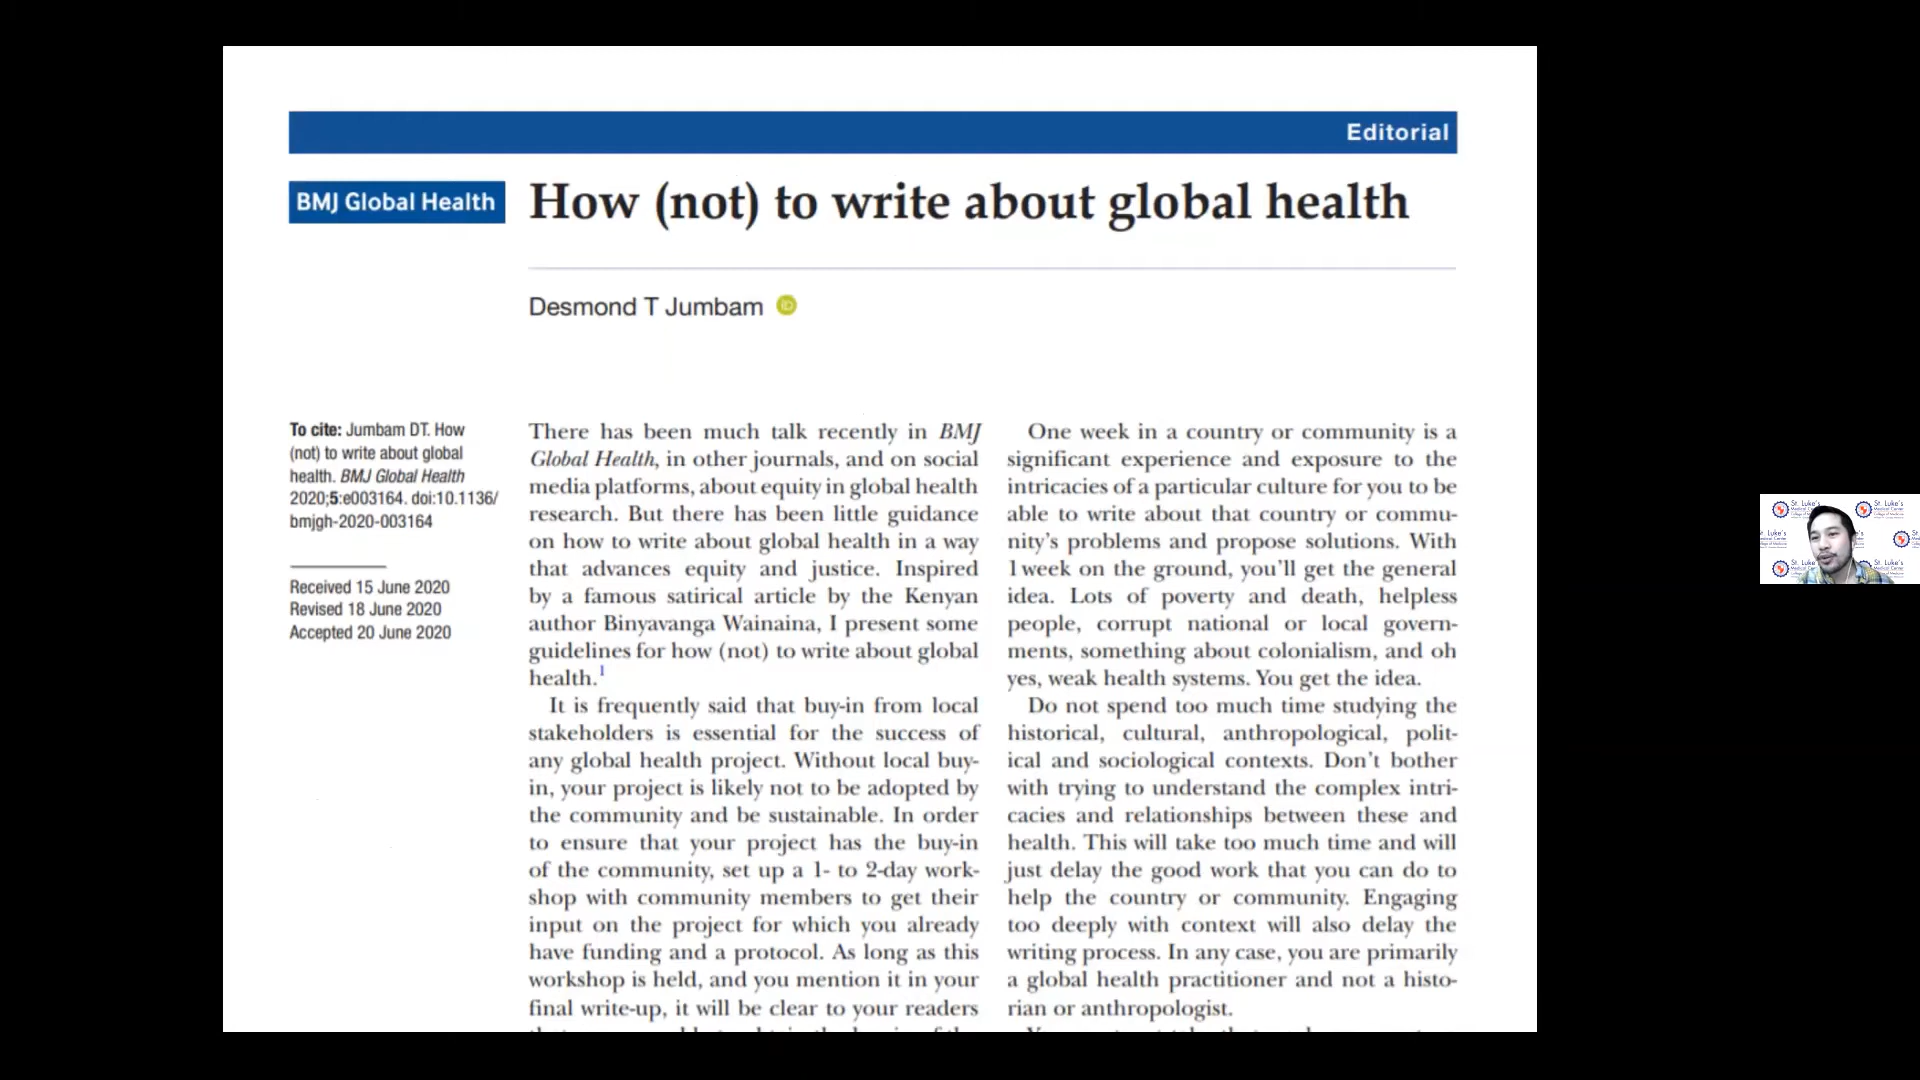 Editorial
BMJ Global Health
How (not) to write about global health
Desmond T Jumbam
To cite: Jumbam DT. How
(not) to write about global
health. BMJ Global Health
2020;5:e003164. doi:10.1136/
bmjgh-2020-003164
Received 15 June 2020
Revised 18 June 2020
Accepted 20 June 2020
There has been much talk recently in BMJ
Global Health, in other journals, and on social
media platforms, about equity in global health
research. But there has been little guidance
on how to write about global health in a way
that advances equity and justice. Inspired
by a famous satirical article by the Kenyan
author Binyavanga Wainaina, I present some
guidelines for how (not) to write about global
health.1
It is frequently said that buy-in from local
stakeholders is essential for the success of
any global health project. Without local buy-
in, your project is likely not to be adopted by
the community and be sustainable. In order
to ensure that your project has the buy-in
of the community, set up a 1- to 2-day work-
shop with community members to get their
input on the project for which you already
have funding and a protocol. As long as this
workshop is held, and you mention it in your
final write-up, it will be clear to your readers
One week in a country or community is a
significant experience and exposure to the
intricacies of a particular culture for you to be
able to write about that country or commu-
nity's problems and propose solutions. With
1 week on the ground, you'll get the general
idea. Lots of poverty and death, helpless
people, corrupt national or local govern-
ments, something about colonialism, and oh
yes, weak health systems. You get the idea.
Do not spend too much time studying the
historical, cultural, anthropological, polit-
ical and sociological contexts. Don't bother
with trying to understand the complex intri-
cacies and relationships between these and
health. This will take too much time and will
just delay the good work that you can do to
help the country or community. Engaging
too deeply with context will also delay the
writing process. In any case, you are primarily
a global health practitioner and not a histo-
rian or anthropologist.
St. Luke's
Medical Center
College of Medicine
St. Luke's
Medical Center
St. Luke's
St. Luke's
Medical Center